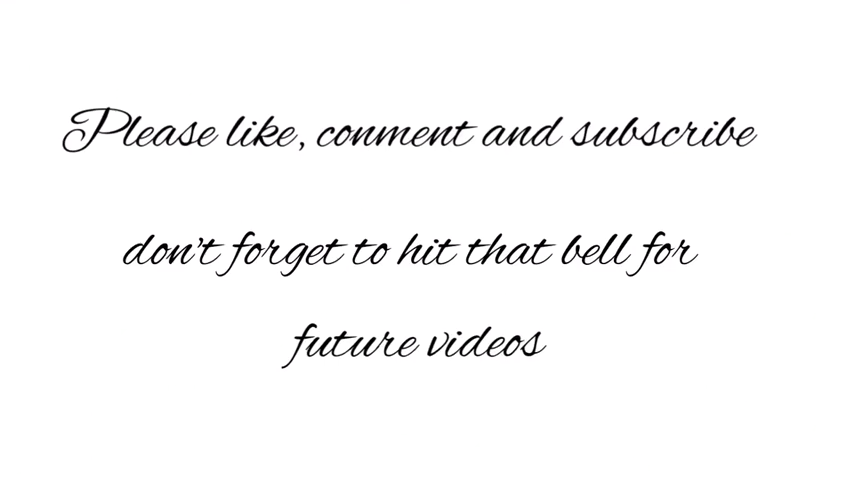 Please like, conment and subscribe
don't forget to hit that bell for
future videos